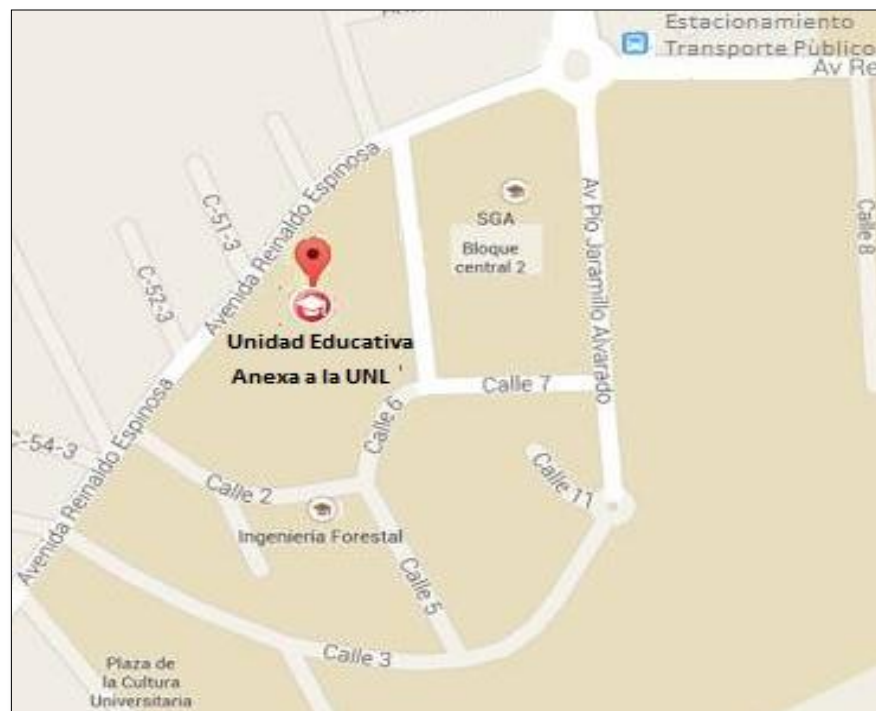 Estacionamiento
Transporte Pùblico
Av Re
Avenida Reinaldo Espinosa
C-51-3
C-52-3
SGA
Bloque
central 2
Av Pío Jaramillo Alvarado
Calle 8
Unidad Educativa
Anexa a la UNL
Calle 7
Calle 6
C-54-3
Avenida Reinaldo Espinosa
Calle 2
Calle 11
Ingeniería Forestal
Calle 5
Calle 3
Plaza de
la Cultura
Universitaria